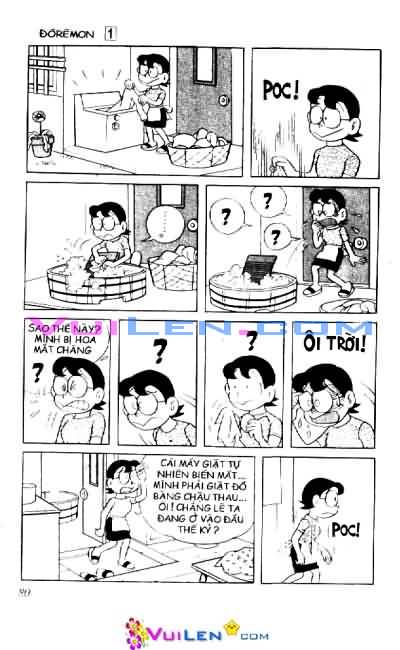 ĐÔRÊMON 1
POC!
?
?
?
SAO THẾ NÀY?
MÌNH BỊ HOA
MẮT CHĂNG
?
?
?
ÔI TRỜI!
VuiLen.com
CÁI MÁY GIẶT TỰ
NHIÊN BIẾN MẤT...
MÌNH PHẢI GIẶT ĐỒ
BẰNG CHẬU THAU...
ÔI! CHẲNG LẼ TA
ĐANG Ở VÀO ĐẦU
THẾ KỶ?
POC!
VuiLen.com